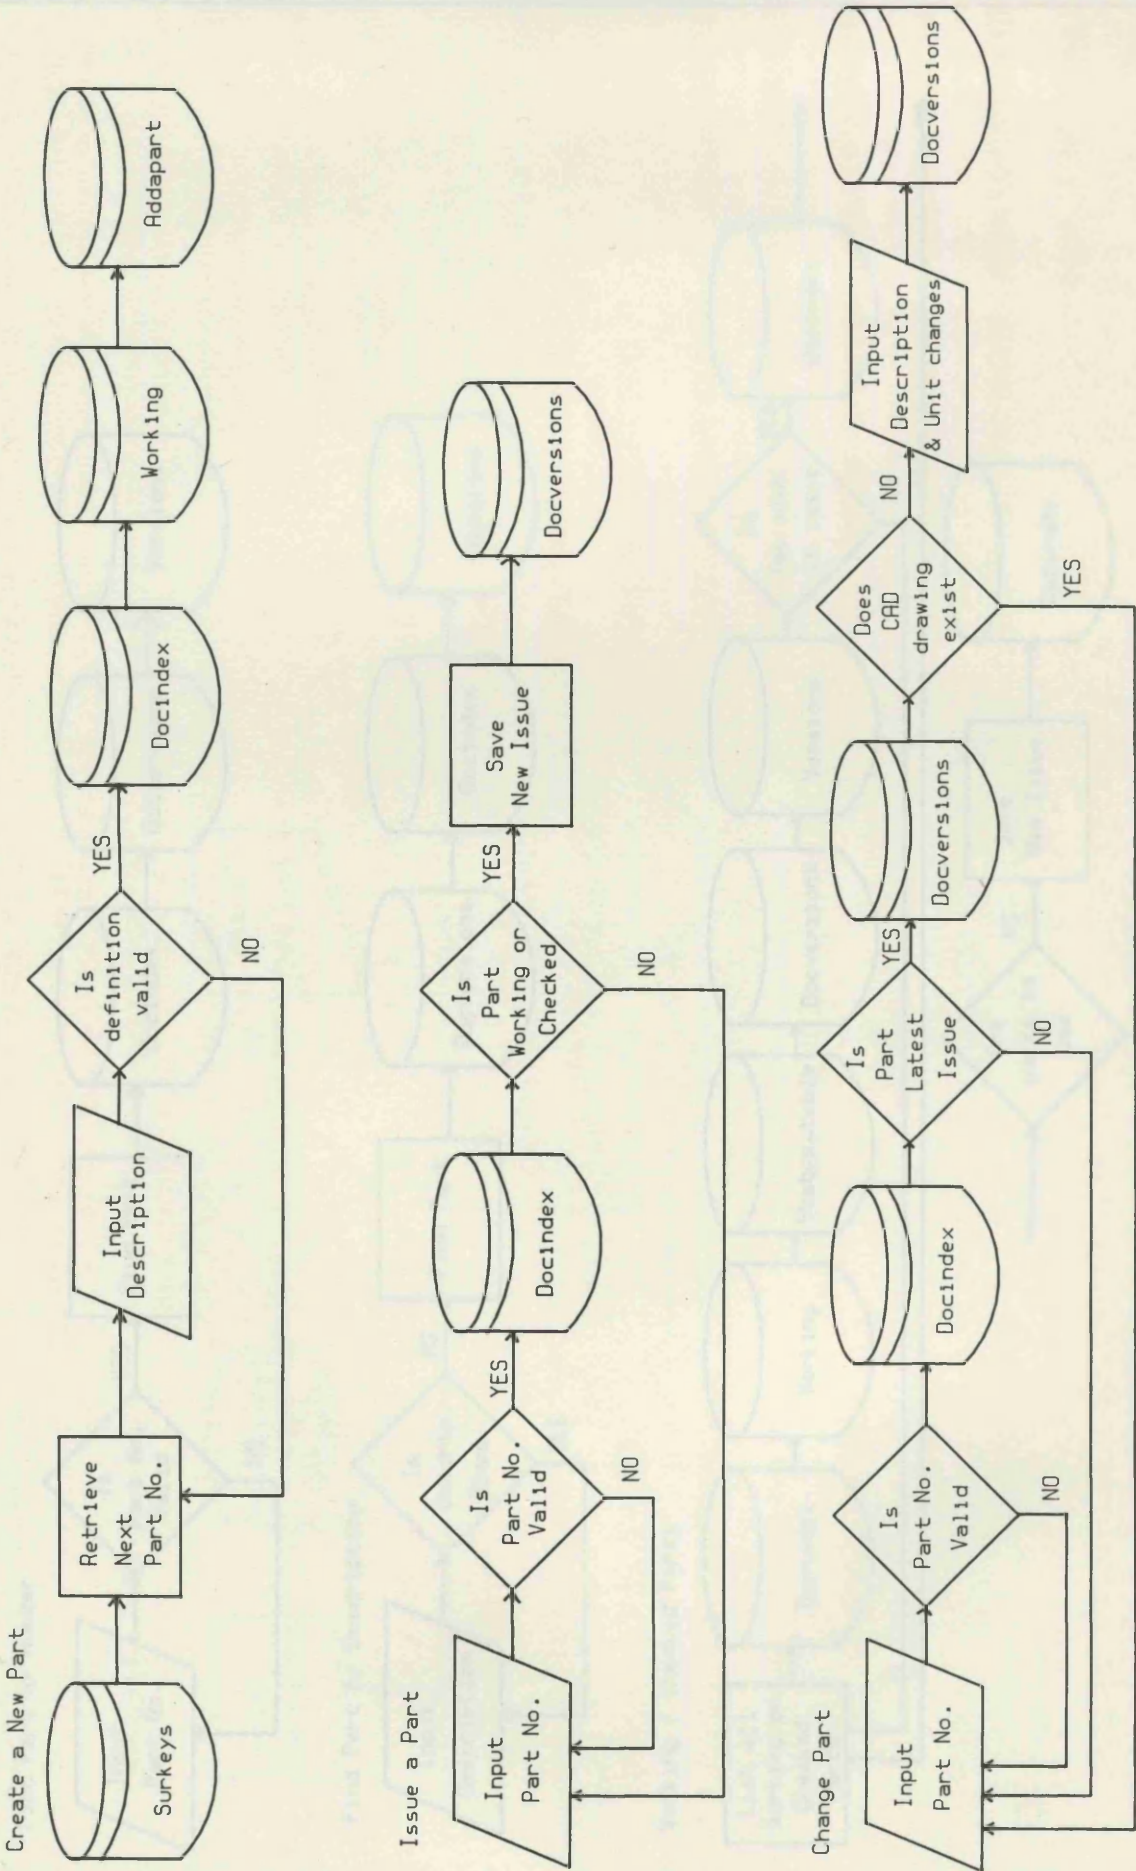 Create a New Part
Surkeys
Retrieve
Next
Part No.
Input
Description
Is
definition
valid
YES
NO
Docindex
Working
Addapart
Issue a Part
Input
Part No.
Is
Part No.
Valid
YES
NO
Docindex
Is
Part
Working or
Checked
YES
NO
Save
New Issue
Docversions
Change Part
Input
Part No.
Is
Part No.
Valid
NO
Docindex
Is
Part
Latest
Issue
YES
NO
Docversions
Does
CAD
drawing
exist
NO
YES
Input
Description
& Unit changes
Docversions